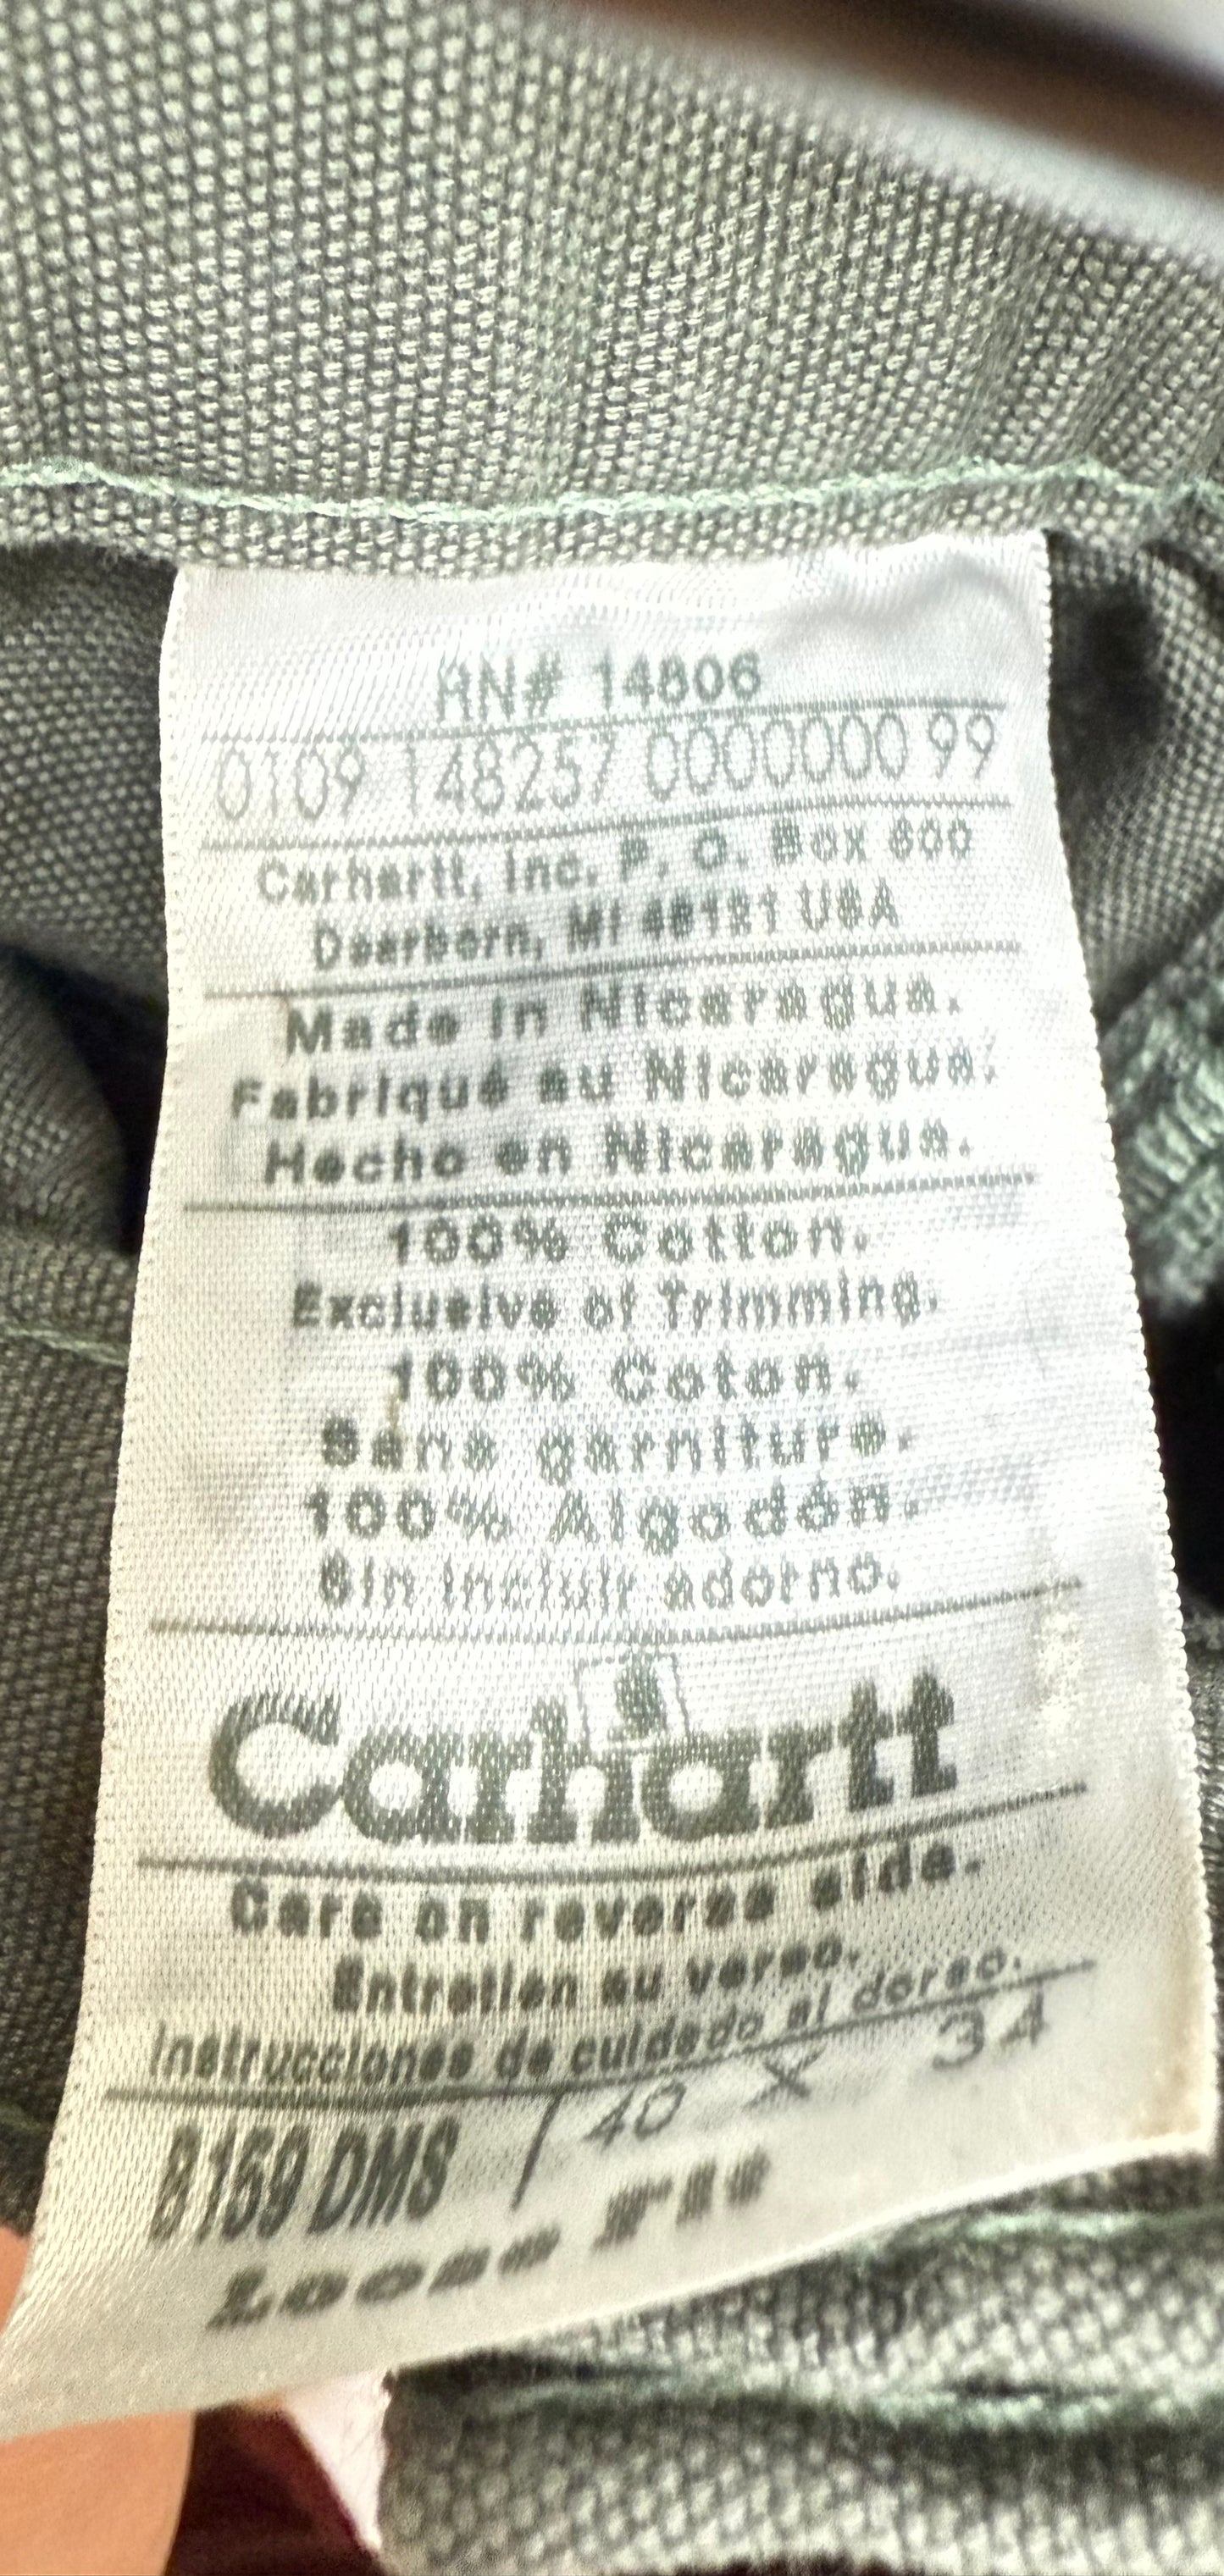 RN# 14806
0109 148257 0000000 99
Carhartt, Inc. P. O. Box 600
Dearborn, MI 48121 USA
Made in Nicaragua.
Fabriqué au Nicaragua.
Hecho en Nicaragua.
100% Cotton.
Exclusive of Trimming.
100% Coton.
Sans garniture.
100% Algodón.
Sin incluir adorno.
Carhartt
Care on reverse side.
Entretien au verso.
Instrucciones de cuidado al dorso.
B159 DMS / 40 X 34
Loose Fit